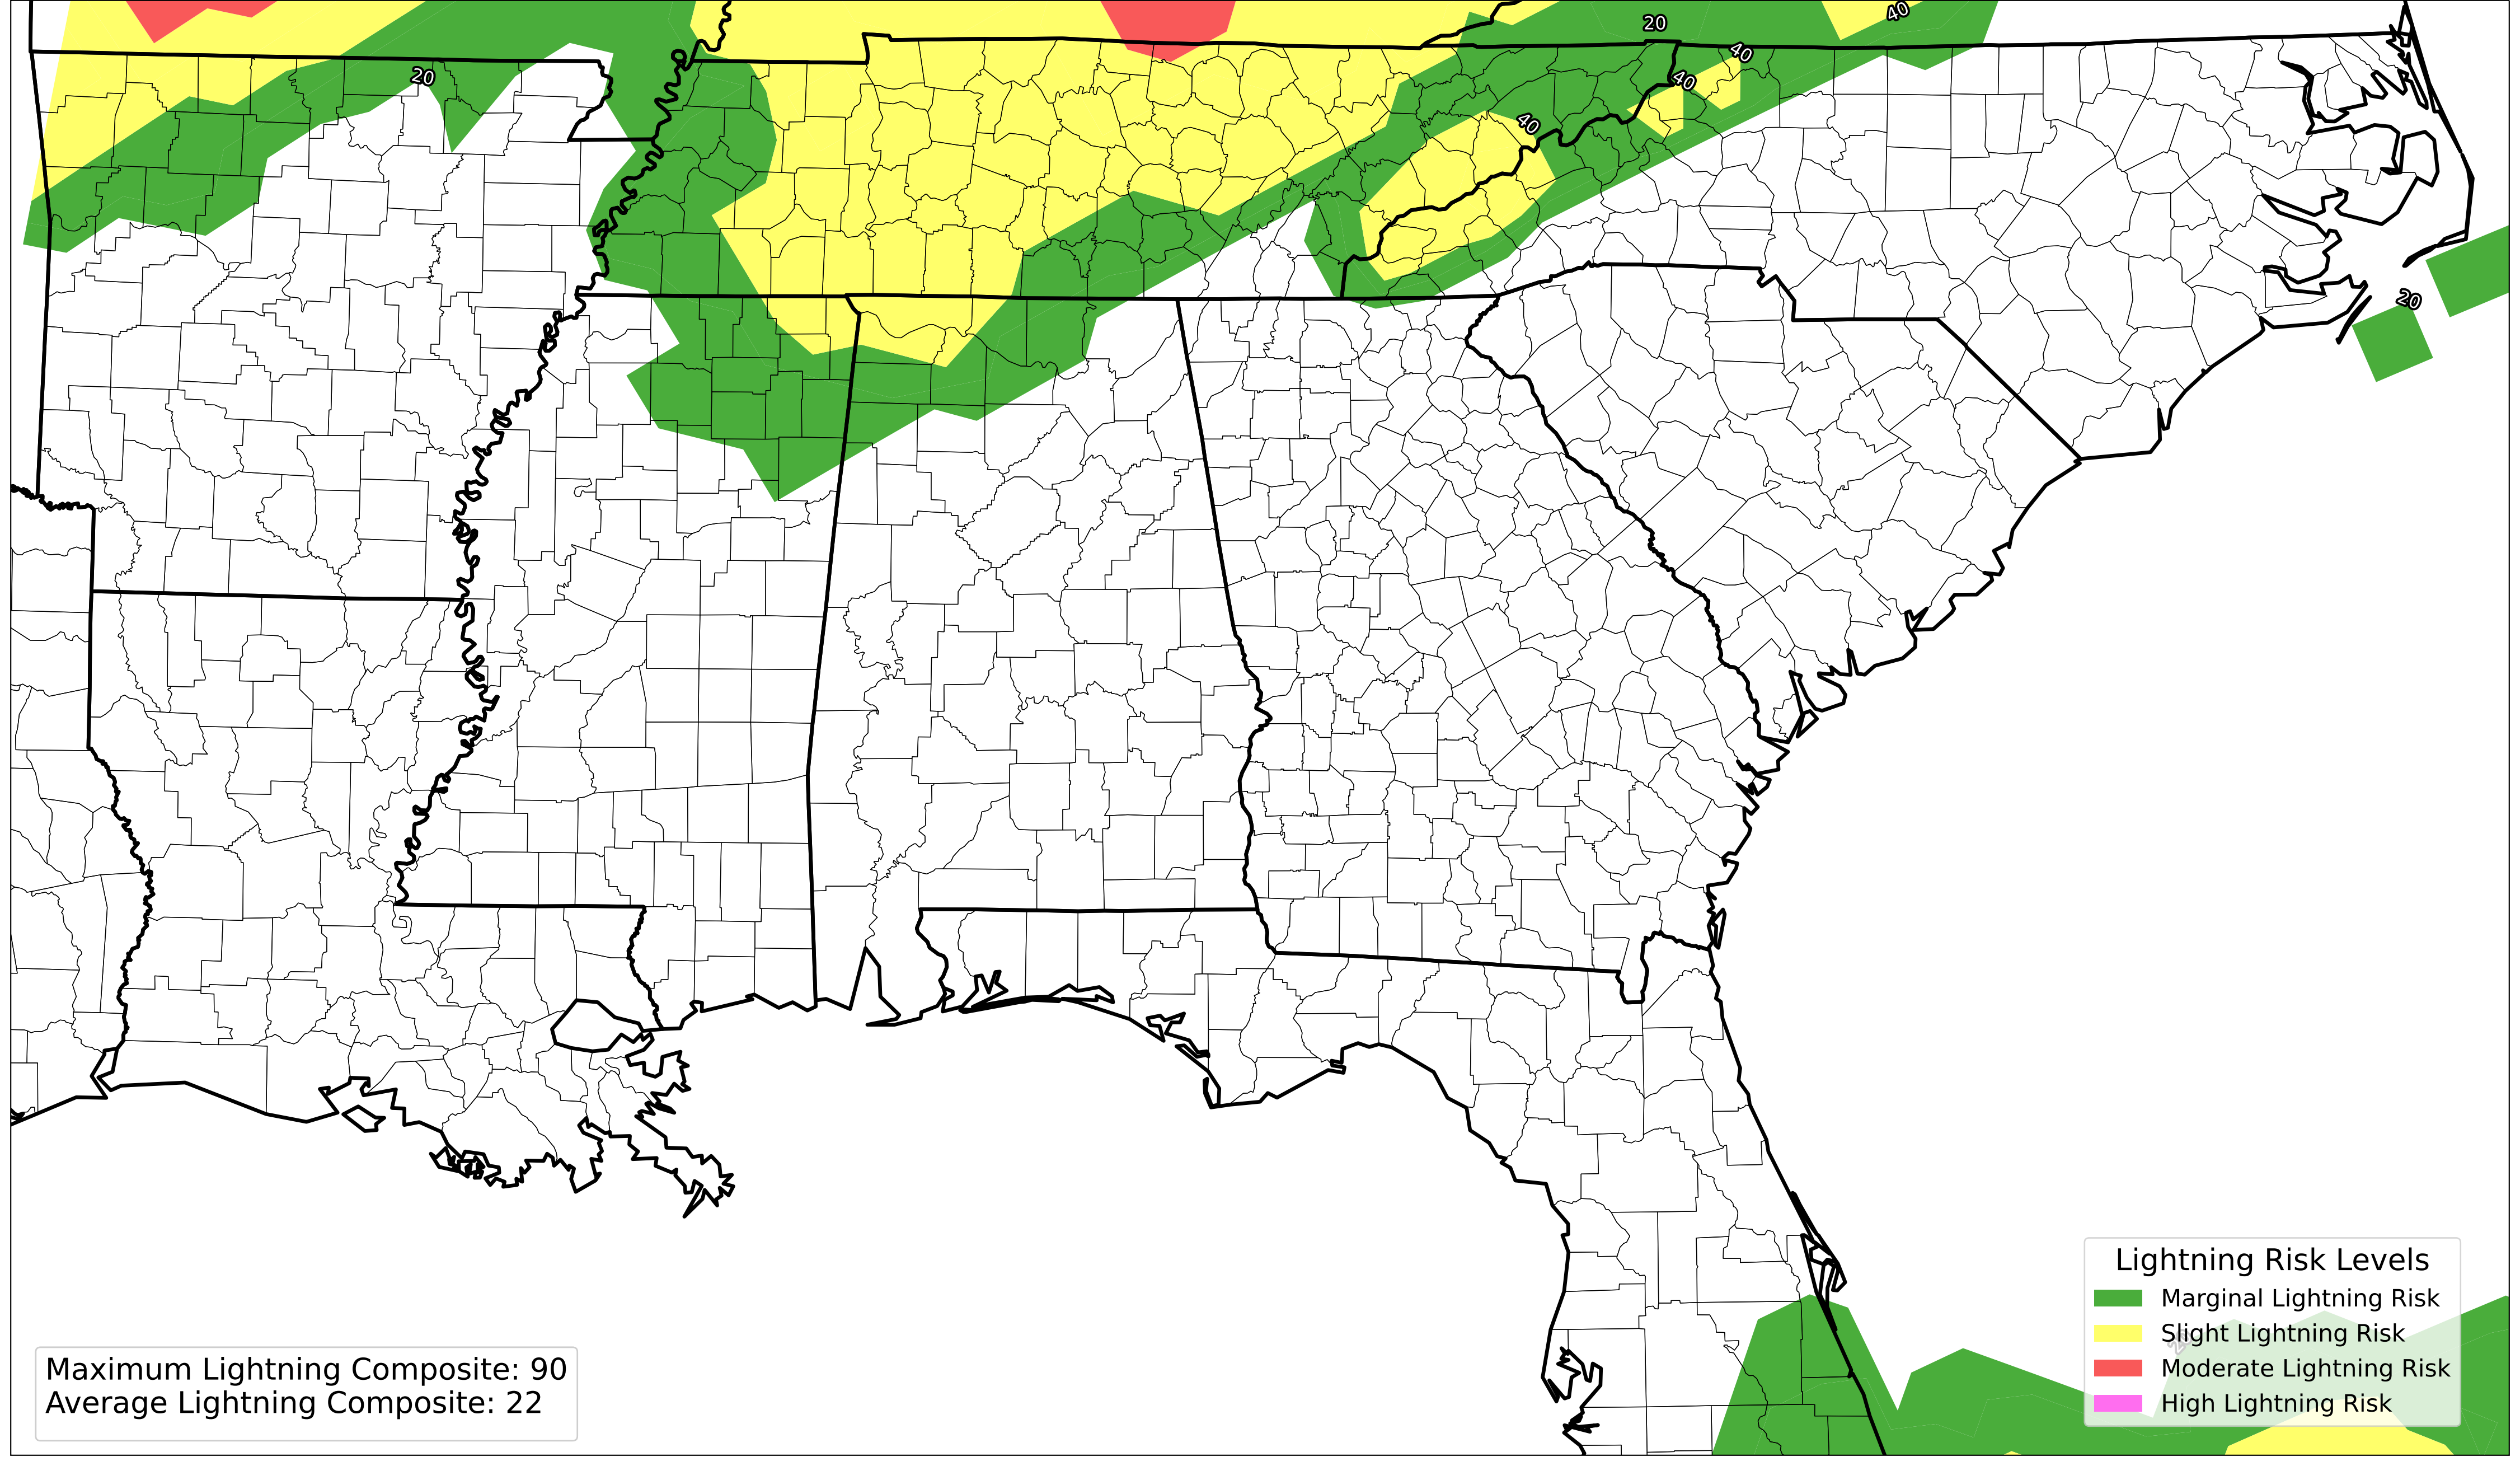 20
40
40
20
40
40
20
Lightning Risk Levels
Marginal Lightning Risk
Slight Lightning Risk
Moderate Lightning Risk
High Lightning Risk
Maximum Lightning Composite: 90
Average Lightning Composite: 22